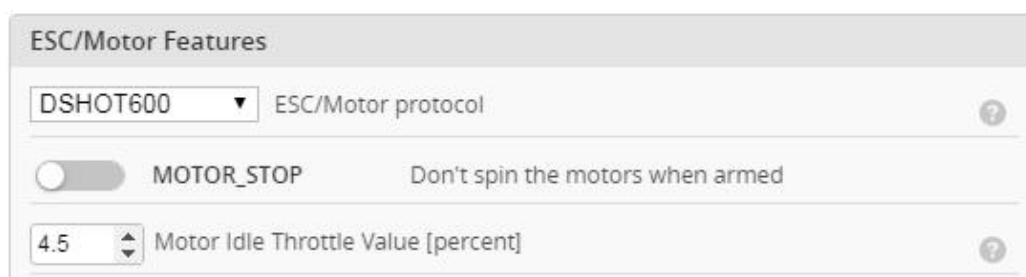 ESC/Motor Features
DSHOT600 ESC/Motor protocol
MOTOR_STOP Don't spin the motors when armed
4.5 Motor Idle Throttle Value [percent]